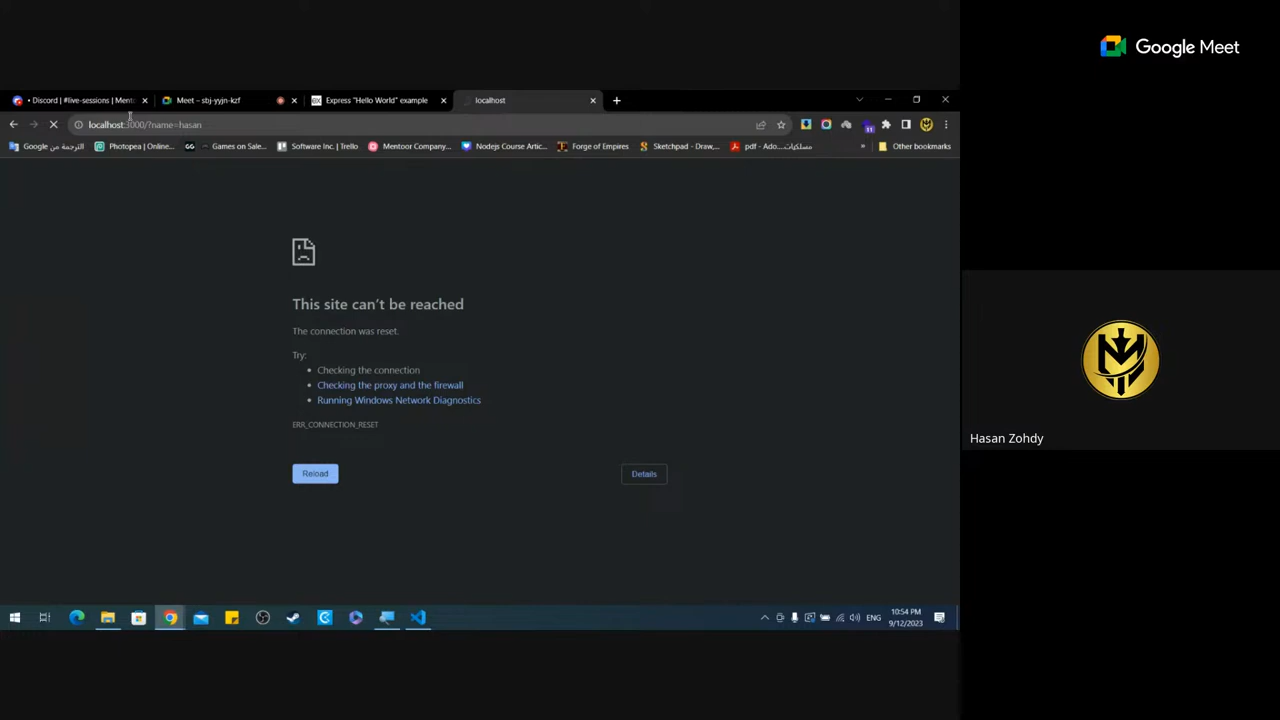 Google Meet
Discord | #live-sessions | Ment
Meet – sbj-yyjn-kzf
Express "Hello World" example
localhost
localhost:3000/?name=hasan
11
الترجمة من Google
Photopea | Online...
GG
Games on Sale...
Software Inc. | Trello
Mentoor Company...
Nodejs Course Artic...
Forge of Empires
Sketchpad - Draw,...
مسلكيات.pdf - Ado...
»
Other bookmarks
This site can't be reached
The connection was reset.
Try:
• Checking the connection
• Checking the proxy and the firewall
• Running Windows Network Diagnostics
ERR_CONNECTION_RESET
Reload
Details
Hasan Zohdy
ENG
10:54 PM
9/12/2023